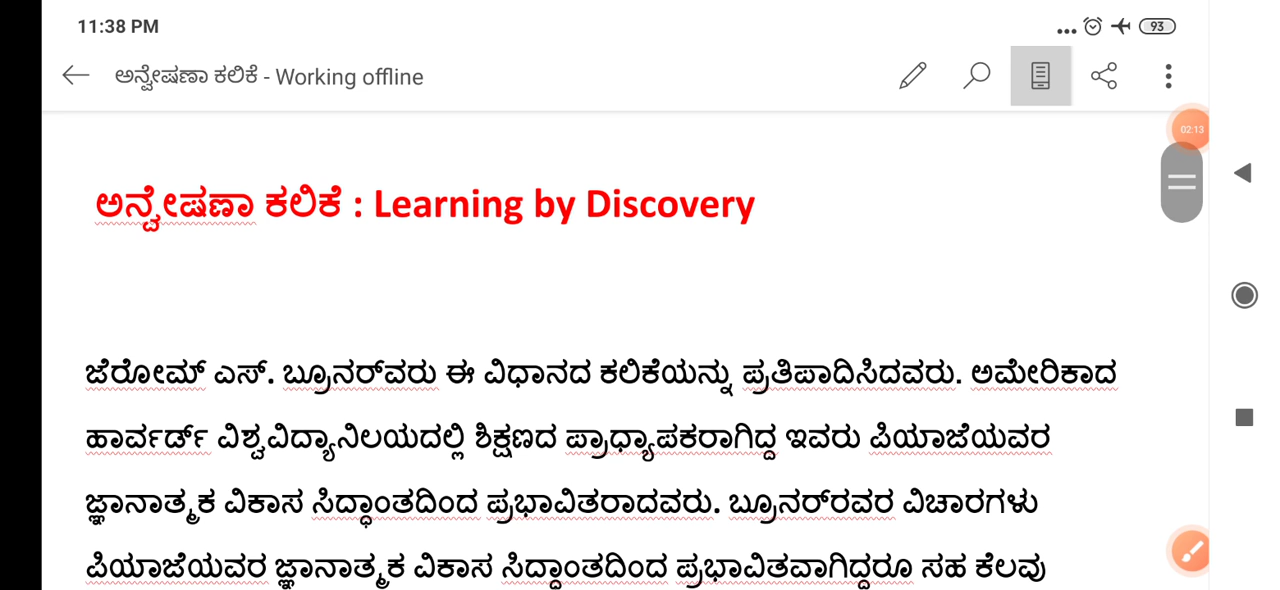 11:38 PM
... 93
ಅನ್ವೇಷಣಾ ಕಲಿಕೆ - Working offline
02:13
ಅನ್ವೇಷಣಾ ಕಲಿಕೆ : Learning by Discovery
ಜೆರೋಮ್ ಎಸ್. ಬ್ರೂನರ್‌ವರು ಈ ವಿಧಾನದ ಕಲಿಕೆಯನ್ನು ಪ್ರತಿಪಾದಿಸಿದವರು. ಅಮೇರಿಕಾದ
ಹಾರ್ವರ್ಡ್ ವಿಶ್ವವಿದ್ಯಾನಿಲಯದಲ್ಲಿ ಶಿಕ್ಷಣದ ಪ್ರಾಧ್ಯಾಪಕರಾಗಿದ್ದ ಇವರು ಪಿಯಾಜೆಯವರ
ಜ್ಞಾನಾತ್ಮಕ ವಿಕಾಸ ಸಿದ್ಧಾಂತದಿಂದ ಪ್ರಭಾವಿತರಾದವರು. ಬ್ರೂನರ್‌ರವರ ವಿಚಾರಗಳು
ಪಿಯಾಜೆಯವರ ಜ್ಞಾನಾತ್ಮಕ ವಿಕಾಸ ಸಿದ್ಧಾಂತದಿಂದ ಪ್ರಭಾವಿತವಾಗಿದ್ದರೂ ಸಹ ಕೆಲವು